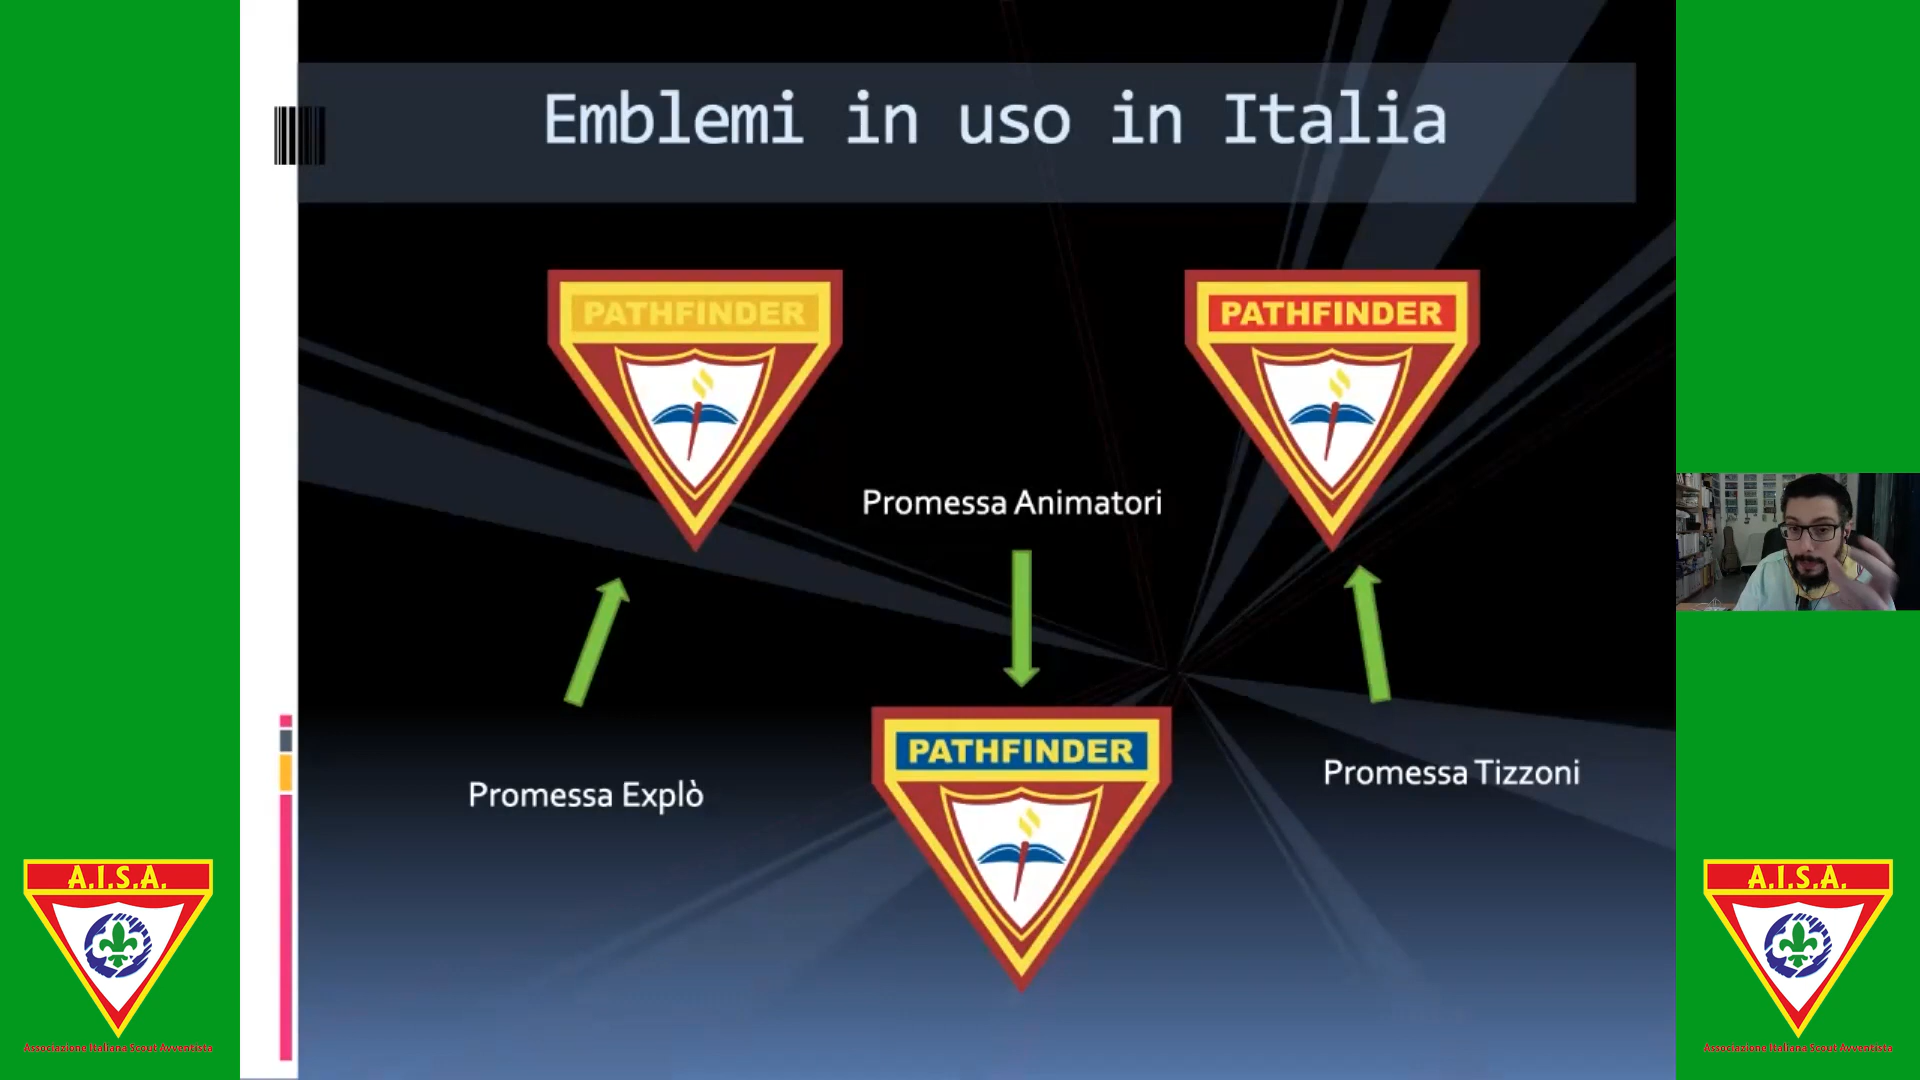 Emblemi in uso in Italia
PATHFINDER
PATHFINDER
Promessa Animatori
PATHFINDER
Promessa Explò
Promessa Tizzoni
A.I.S.A.
Associazione Italiana Scout Avventista
A.I.S.A.
Associazione Italiana Scout Avventista